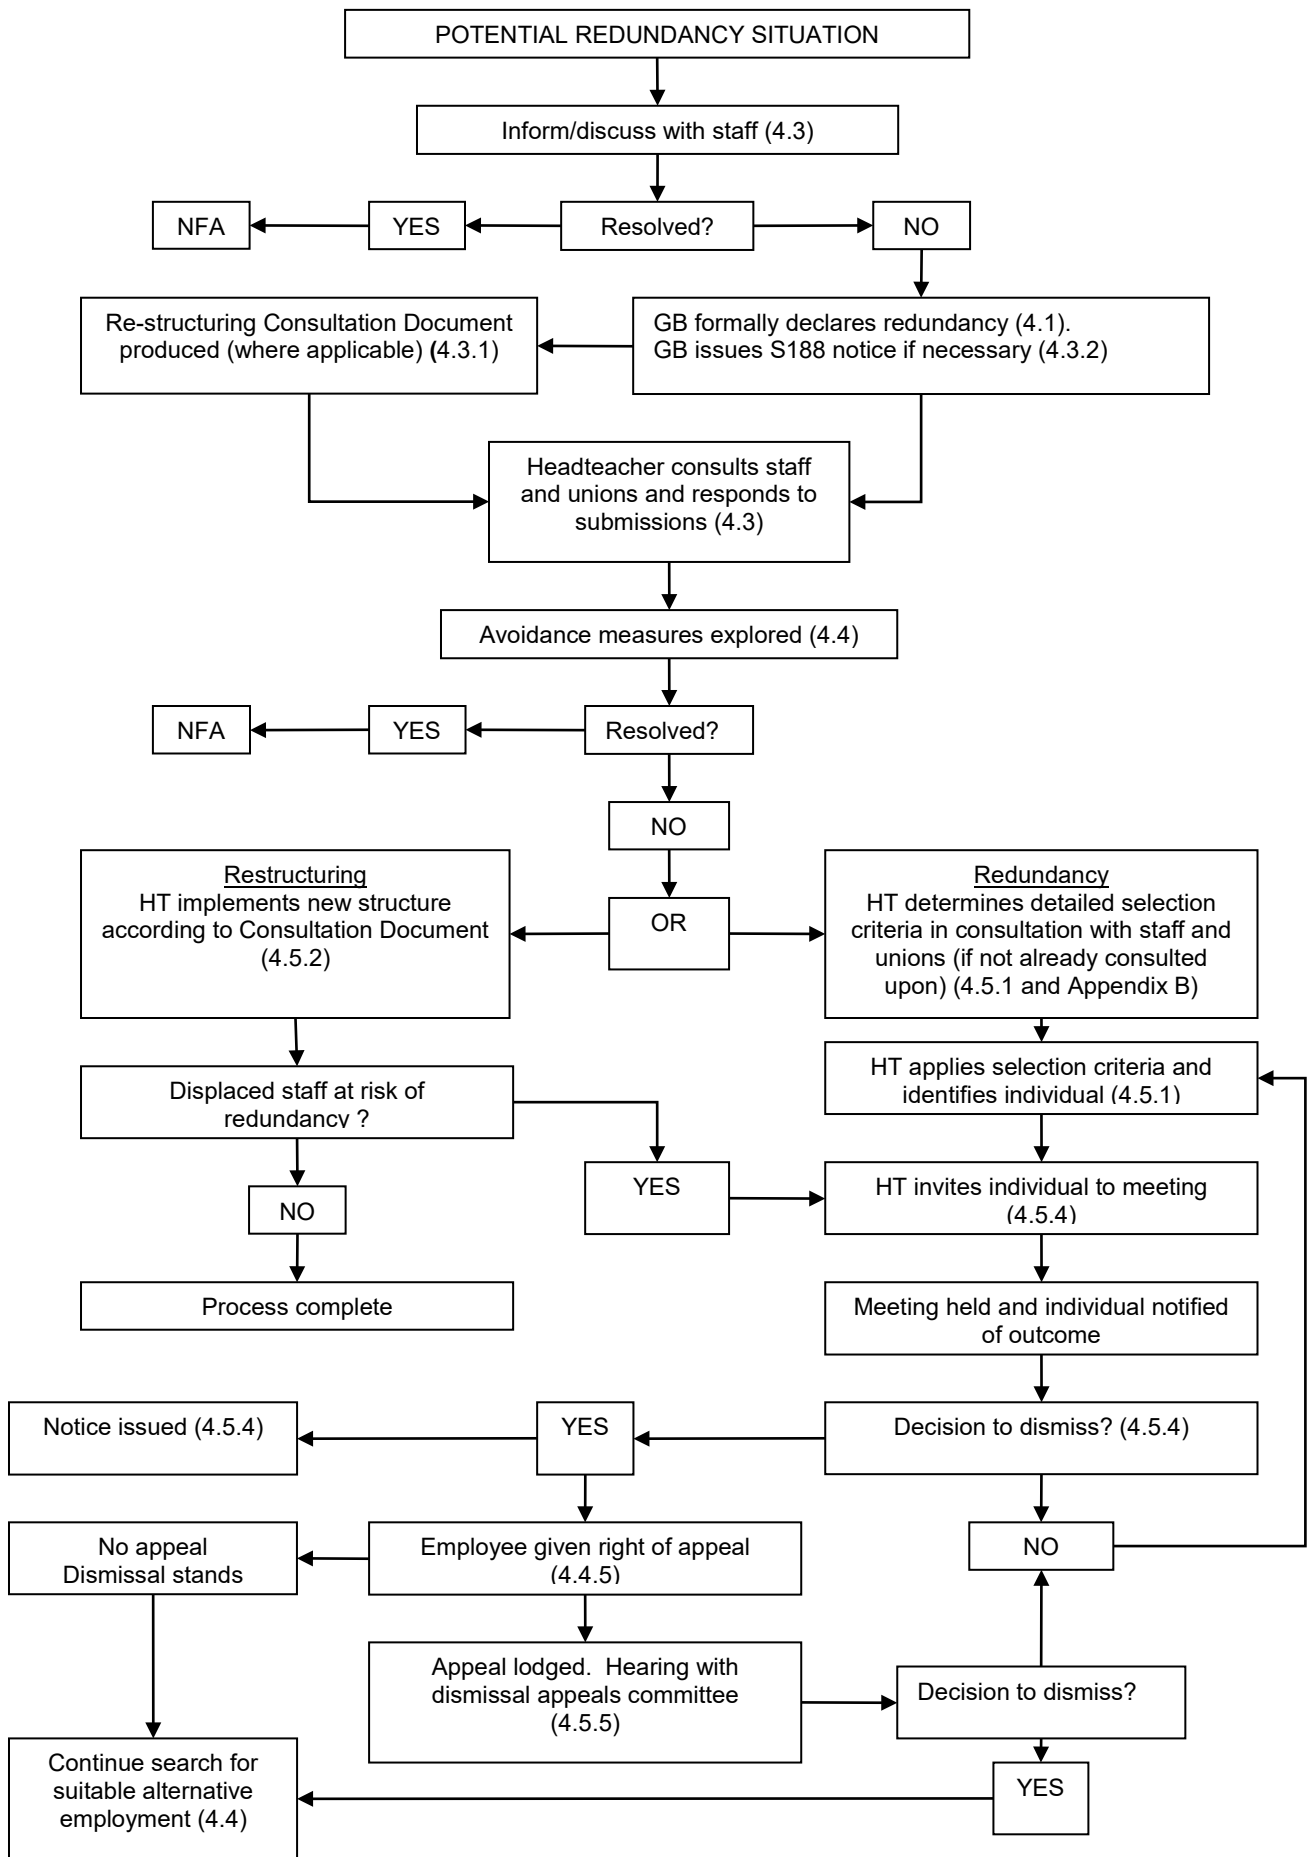 POTENTIAL REDUNDANCY SITUATION
Inform/discuss with staff (4.3)
NFA
YES
Resolved?
NO
Re-structuring Consultation Document
produced (where applicable) (4.3.1)
GB formally declares redundancy (4.1).
GB issues S188 notice if necessary (4.3.2)
Headteacher consults staff
and unions and responds to
submissions (4.3)
Avoidance measures explored (4.4)
NFA
YES
Resolved?
NO
Restructuring
HT implements new structure
according to Consultation Document
(4.5.2)
OR
Redundancy
HT determines detailed selection
criteria in consultation with staff and
unions (if not already consulted
upon) (4.5.1 and Appendix B)
Displaced staff at risk of
redundancy ?
HT applies selection criteria and
identifies individual (4.5.1)
YES
HT invites individual to meeting
(4.5.4)
NO
Process complete
Meeting held and individual notified
of outcome
Notice issued (4.5.4)
YES
Decision to dismiss? (4.5.4)
No appeal
Dismissal stands
Employee given right of appeal
(4.4.5)
NO
Appeal lodged.  Hearing with
dismissal appeals committee
(4.5.5)
Decision to dismiss?
Continue search for
suitable alternative
employment (4.4)
YES